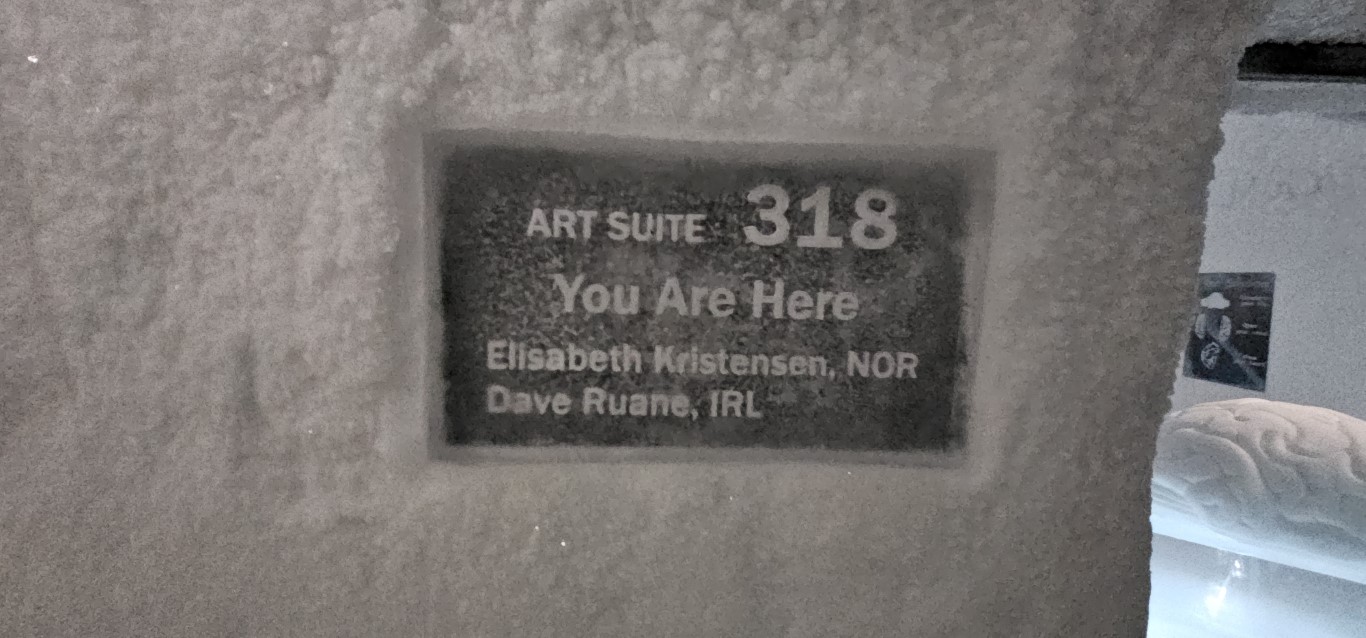 ART SUITE 318
You Are Here
Elisabeth Kristensen, NOR
Dave Ruane, IRL